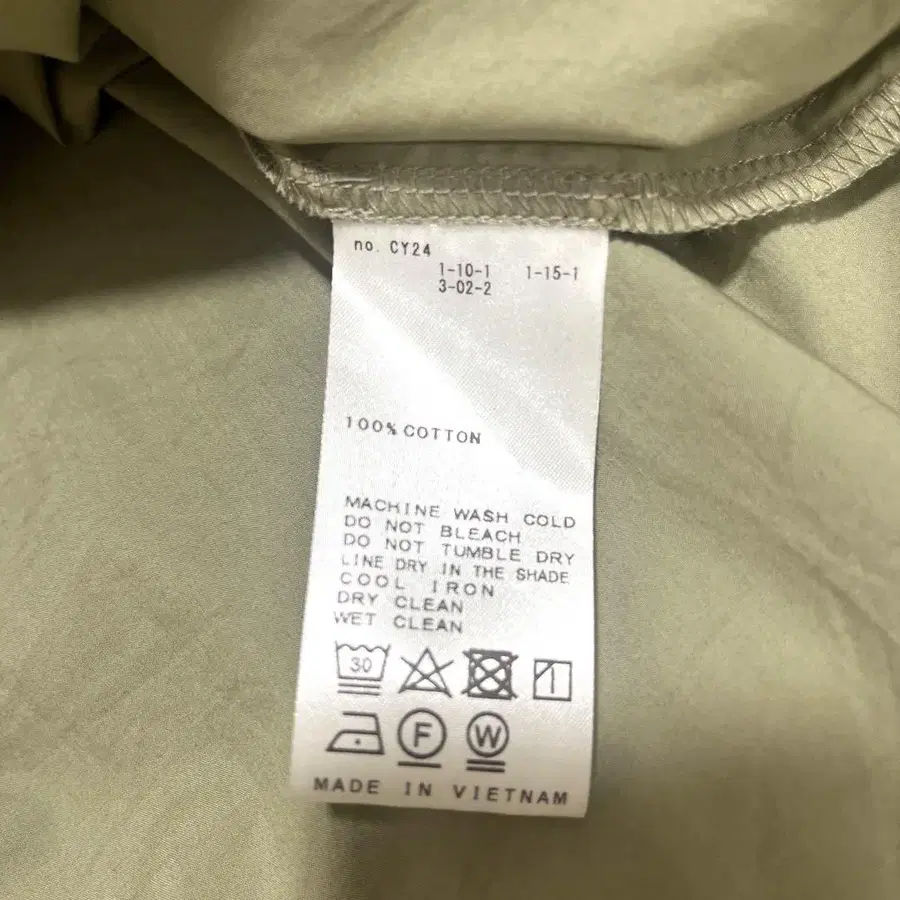 no. CY24
1-10-1 1-15-1
3-02-2
100% COTTON
MACHINE WASH COLD
DO NOT BLEACH
DO NOT TUMBLE DRY
LINE DRY IN THE SHADE
COOL IRON
DRY CLEAN
WET CLEAN
30
F W
MADE IN VIETNAM